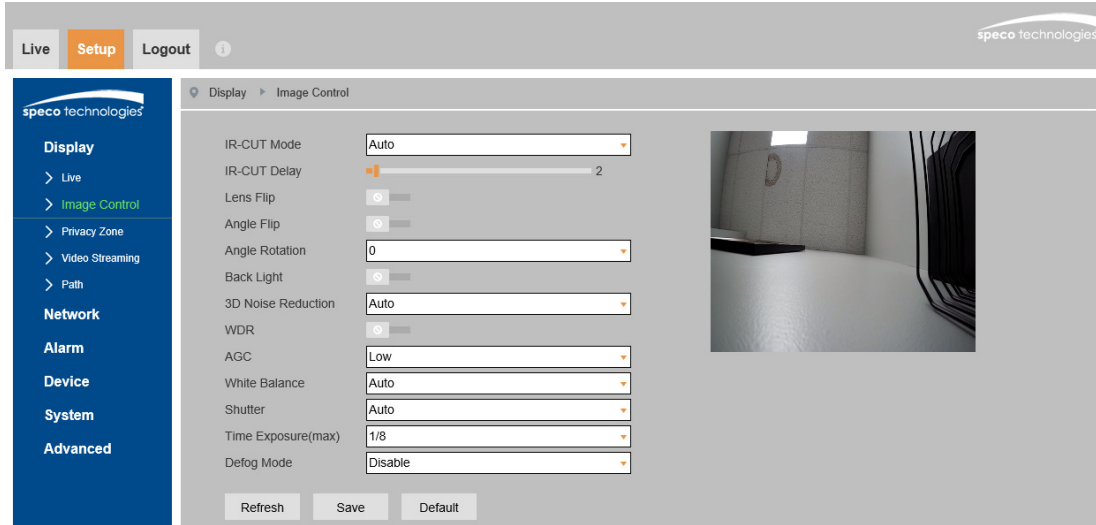 speco technologies
Live Setup Logout
speco technologies
Display Image Control
Display
Live
Image Control
Privacy Zone
Video Streaming
Path
Network
Alarm
Device
System
Advanced
IR-CUT Mode Auto
IR-CUT Delay 2
Lens Flip
Angle Flip
Angle Rotation 0
Back Light
3D Noise Reduction Auto
WDR
AGC Low
White Balance Auto
Shutter Auto
Time Exposure(max) 1/8
Defog Mode Disable
Refresh Save Default